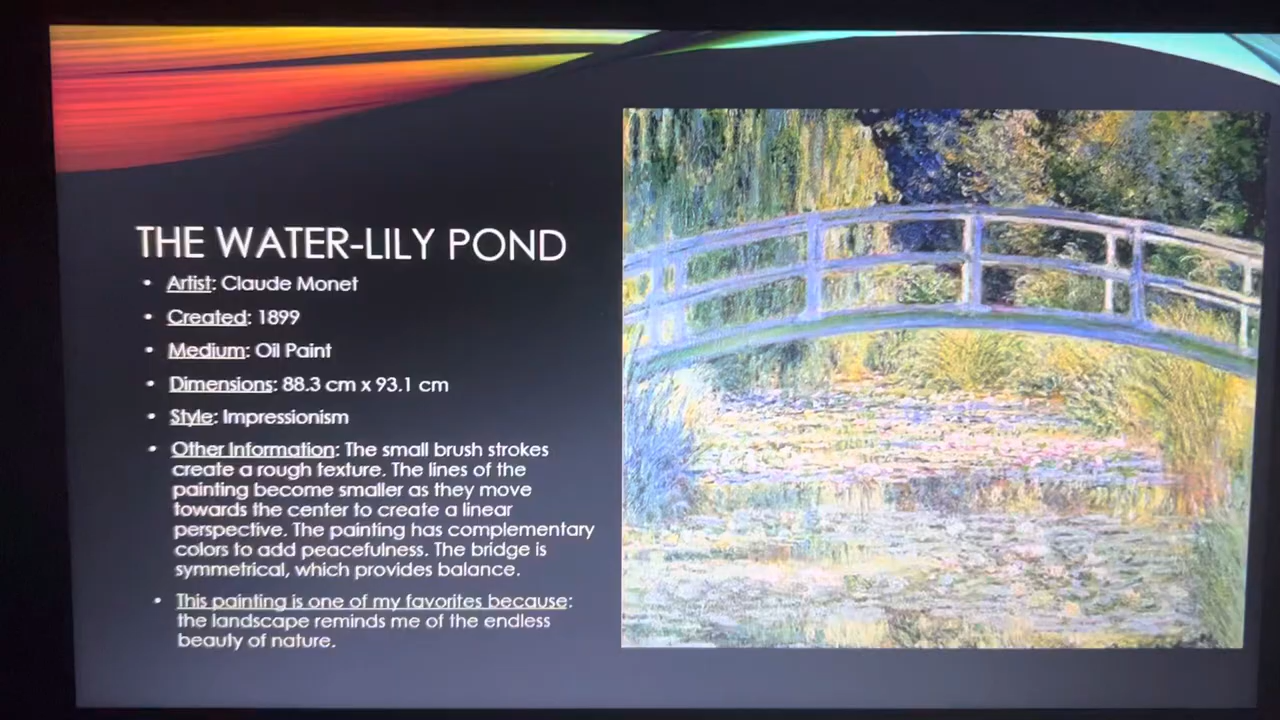 THE WATER-LILY POND
• Artist: Claude Monet
• Created: 1899
• Medium: Oil Paint
• Dimensions: 88.3 cm x 93.1 cm
• Style: Impressionism
• Other Information: The small brush strokes
create a rough texture. The lines of the
painting become smaller as they move
towards the center to create a linear
perspective. The painting has complementary
colors to add peacefulness. The bridge is
symmetrical, which provides balance.
• This painting is one of my favorites because:
the landscape reminds me of the endless
beauty of nature.